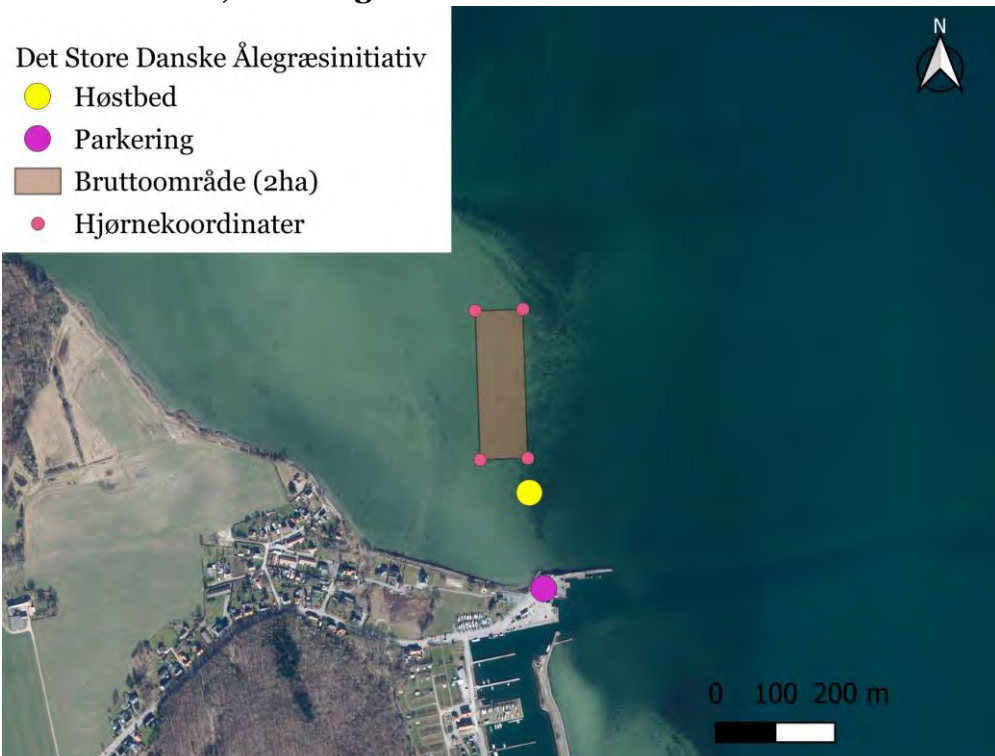 Det Store Danske Ålegræsinitiativ
Høstbed
Parkering
Bruttoområde (2ha)
Hjørnekoordinater
N
0 100 200 m